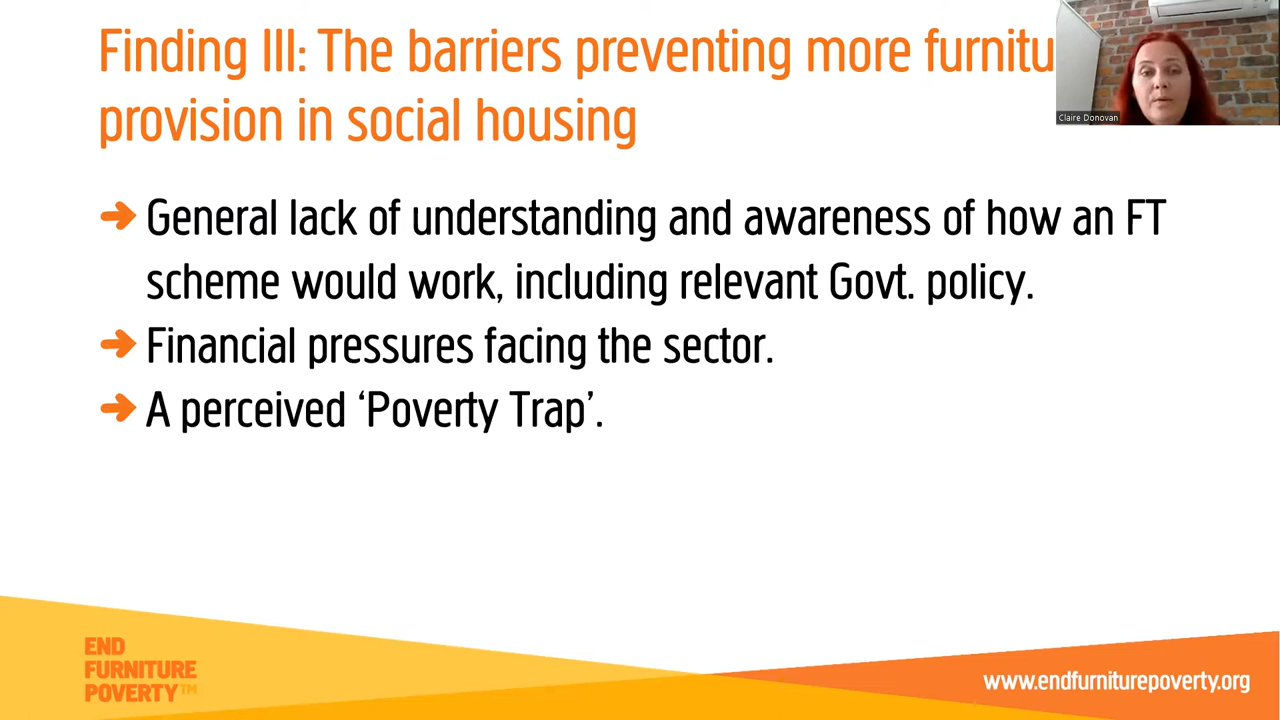 Finding III: The barriers preventing more
provision in social housing
Claire Donovan
➔ General lack of understanding and awareness of how an FT
scheme would work, including relevant Govt. policy.
➔ Financial pressures facing the sector.
➔ A perceived ‘Poverty Trap’.
END
FURNITURE
POVERTY™
www.endfurniturepoverty.org